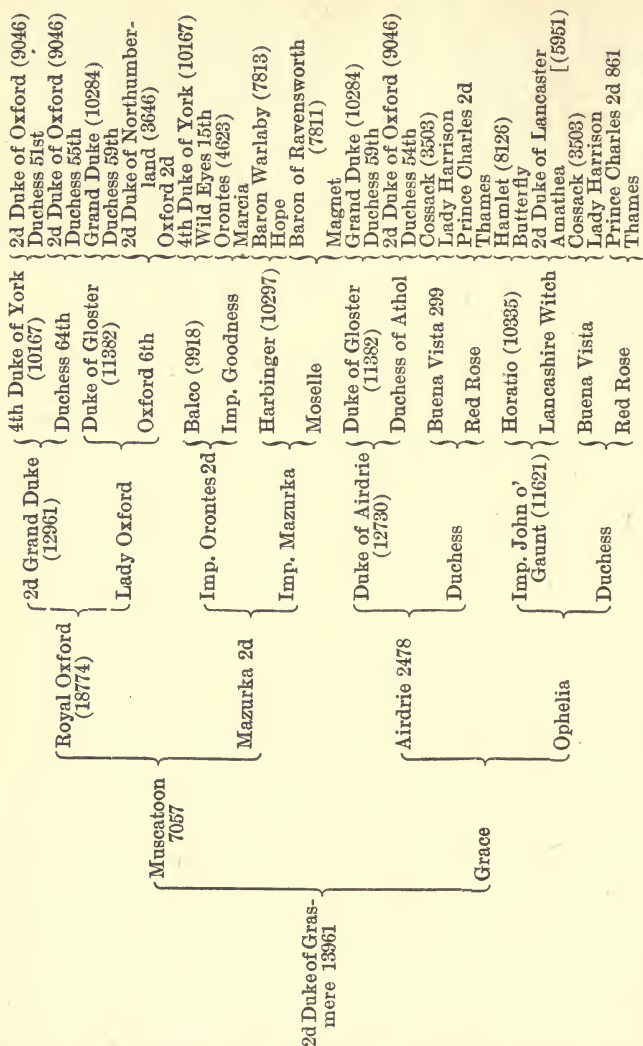 2d Duke of Gras-
mere 13961
Muscatoon
7057
Grace
Royal Oxford
(18774)
Mazurka 2d
Airdrie 2478
Ophelia
2d Grand Duke
(12961)
Lady Oxford
Imp. Orontes 2d
Imp. Mazurka
Duke of Airdrie
(12730)
Duchess
Imp. John o'
Gaunt (11621)
Duchess
4th Duke of York
(10167)
Duchess 64th
Duke of Gloster
(11382)
Oxford 6th
Balco (9918)
Imp. Goodness
Harbinger (10297)
Moselle
Duke of Gloster
(11382)
Duchess of Athol
Buena Vista 299
Red Rose
Horatio (10335)
Lancashire Witch
Buena Vista
Red Rose
2d Duke of Oxford (9046)
Duchess 51st
2d Duke of Oxford (9046)
Duchess 55th
Grand Duke (10284)
Duchess 59th
2d Duke of Northumber-
land (3646)
Oxford 2d
4th Duke of York (10167)
Wild Eyes 15th
Orontes (4623)
Marcia
Baron Warlaby (7813)
Hope
Baron of Ravensworth
(7811)
Magnet
Grand Duke (10284)
Duchess 59th
2d Duke of Oxford (9046)
Duchess 54th
Cossack (3503)
Lady Harrison
Prince Charles 2d
Thames
Hamlet (8126)
Butterfly
2d Duke of Lancaster
Amathea [(5951)
Cossack (3503)
Lady Harrison
Prince Charles 2d 861
Thames